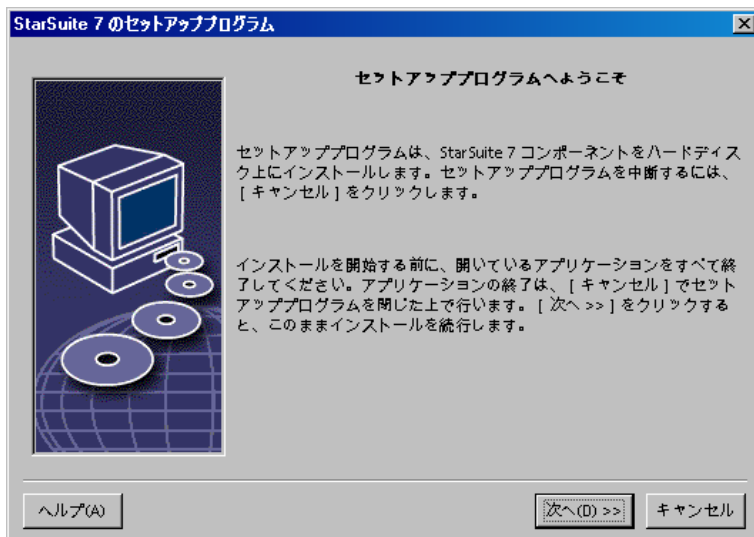 StarSuite 7 のセットアッププログラム
セットアッププログラムへようこそ
セットアッププログラムは、StarSuite 7 コンポーネントをハードディス
ク上にインストールします。セットアッププログラムを中断するには、
[ キャンセル ] をクリックします。
インストールを開始する前に、開いているアプリケーションをすべて終
了してください。アプリケーションの終了は、[ キャンセル ] でセット
アッププログラムを閉じた上で行います。[ 次へ >> ] をクリックする
と、このままインストールを続行します。
ヘルプ(A)
次へ(D) >>
キャンセル